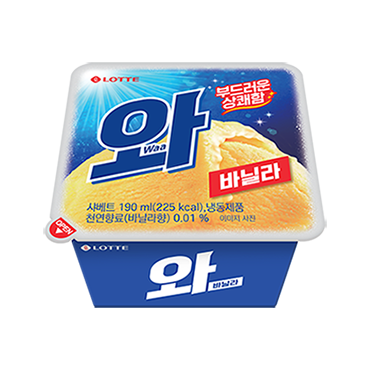 LOTTE
부드러운
상쾌함
와
Waa
바닐라
샤베트 190 ml(225 kcal),냉동제품
천연향료(바닐라향) 0.01 % 이미지 사진
OPEN
LOTTE
와
바닐라